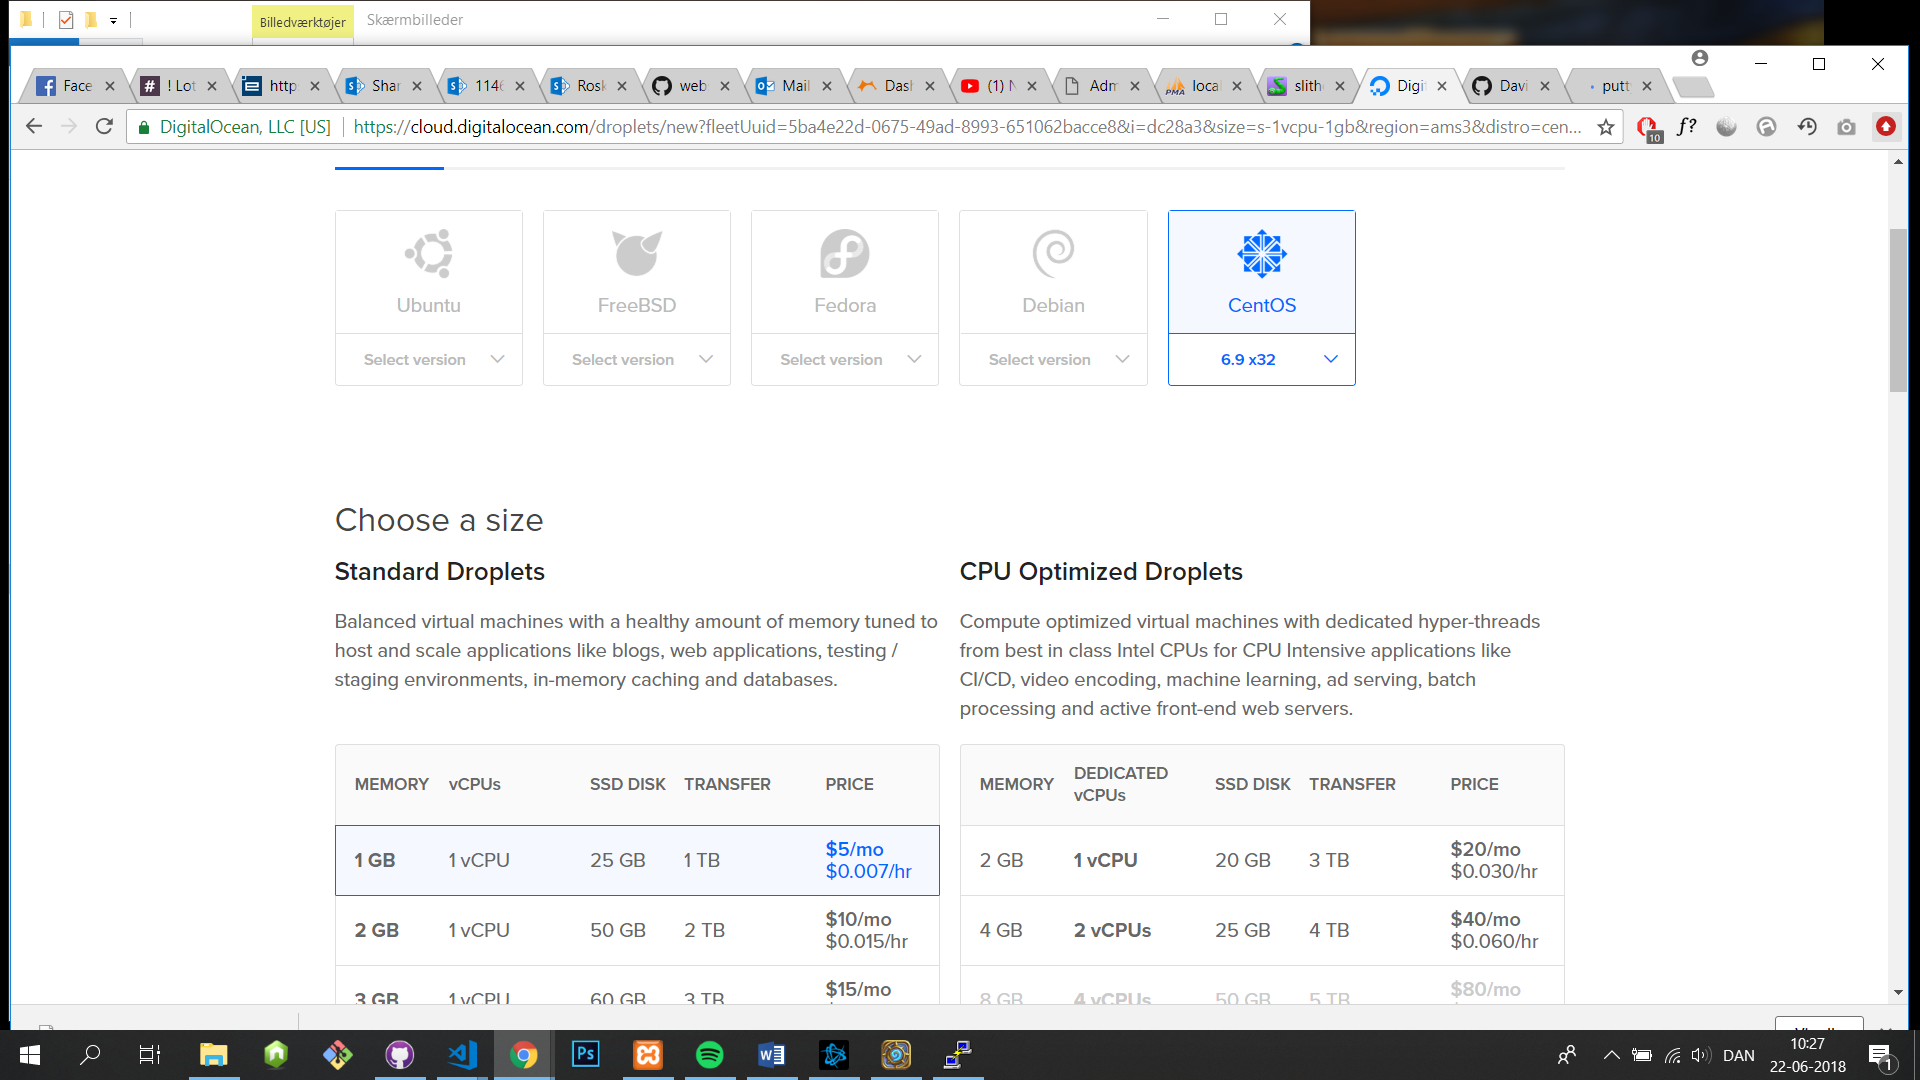 Billedværktøjer
Skærmbilleder
Face
! Lot
http
Shar
1146
Rosk
web
Mail
Dash
(1) N
Adm
PMA
local
slith
Digit
Davi
putt
DigitalOcean, LLC [US]
https://cloud.digitalocean.com/droplets/new?fleetUuid=5ba4e22d-0675-49ad-8993-651062bacce8&i=dc28a3&size=s-1vcpu-1gb&region=ams3&distro=cen...
10
f?
Ubuntu
FreeBSD
Fedora
Debian
CentOS
Select version
Select version
Select version
Select version
6.9 x32
Choose a size
Standard Droplets
Balanced virtual machines with a healthy amount of memory tuned to
host and scale applications like blogs, web applications, testing /
staging environments, in-memory caching and databases.
MEMORY vCPUs SSD DISK TRANSFER PRICE
1 GB 1 vCPU 25 GB 1 TB $5/mo
$0.007/hr
2 GB 1 vCPU 50 GB 2 TB $10/mo
$0.015/hr
3 GB 1 vCPU 60 GB 3 TB $15/mo
CPU Optimized Droplets
Compute optimized virtual machines with dedicated hyper-threads
from best in class Intel CPUs for CPU Intensive applications like
CI/CD, video encoding, machine learning, ad serving, batch
processing and active front-end web servers.
MEMORY DEDICATED vCPUs SSD DISK TRANSFER PRICE
2 GB 1 vCPU 20 GB 3 TB $20/mo
$0.030/hr
4 GB 2 vCPUs 25 GB 4 TB $40/mo
$0.060/hr
8 GB 4 vCPUs 50 GB 5 TB $80/mo
Ps
DAN
10:27
22-06-2018
1